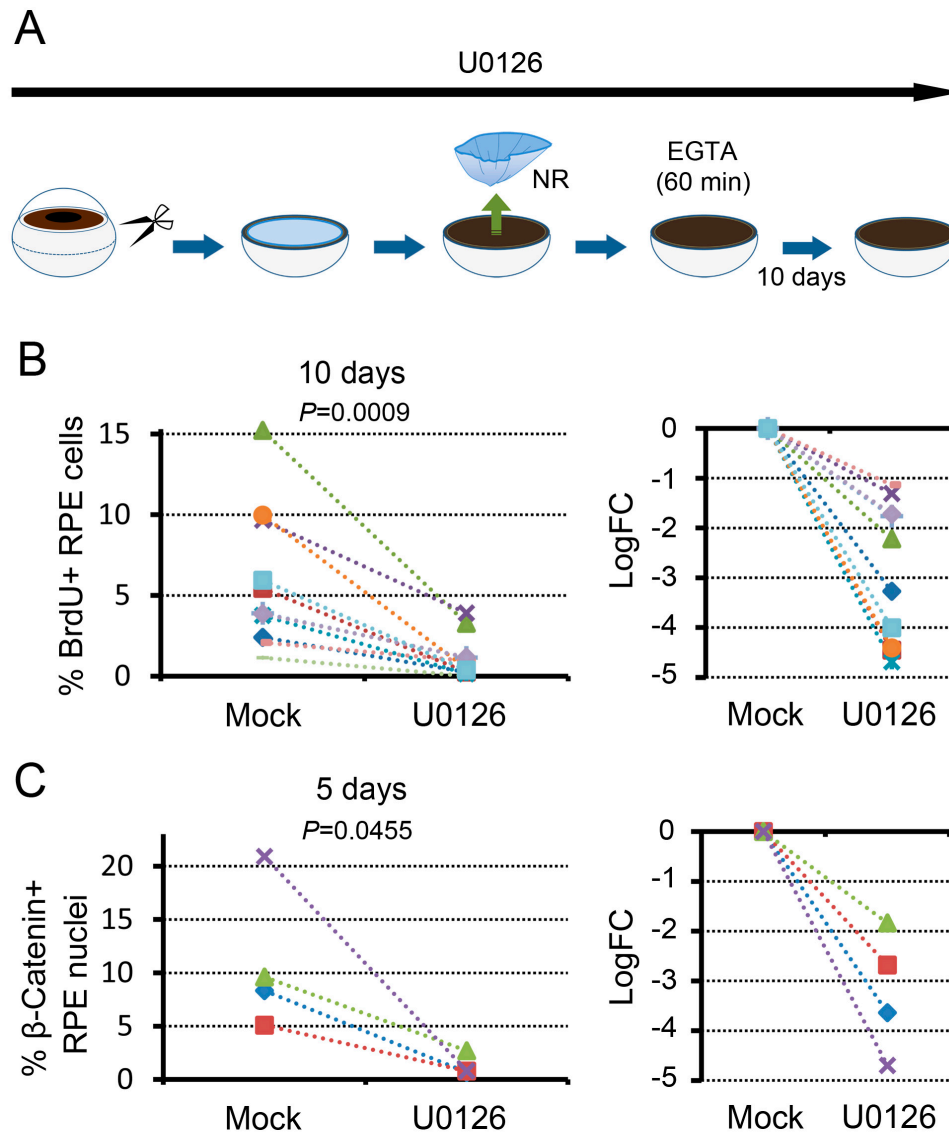 A
U0126
NR
EGTA
(60 min)
10 days
B
10 days
P=0.0009
% BrdU+ RPE cells
15
10
5
0
Mock
U0126
LogFC
0
-1
-2
-3
-4
-5
Mock
U0126
C
5 days
P=0.0455
% β-Catenin+
RPE nuclei
20
15
10
5
0
Mock
U0126
LogFC
0
-1
-2
-3
-4
-5
Mock
U0126